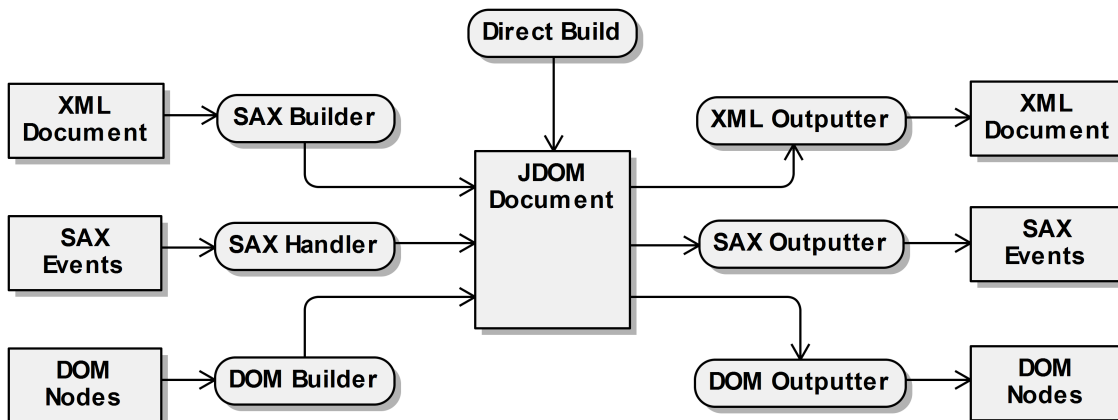 Direct Build
XML
Document
SAX Builder
XML Outputter
XML
Document
JDOM
Document
SAX
Events
SAX Handler
SAX Outputter
SAX
Events
DOM
Nodes
DOM Builder
DOM Outputter
DOM
Nodes